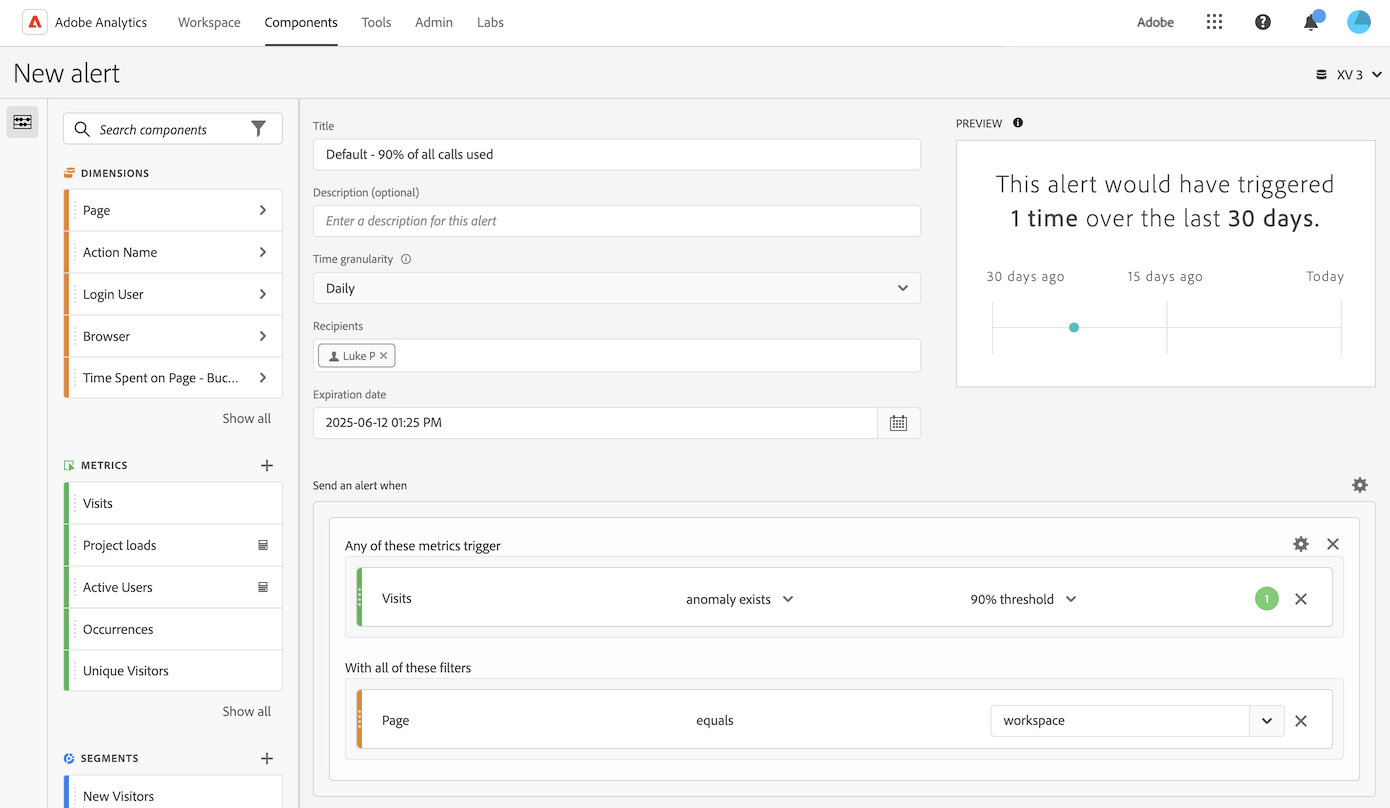 Adobe Analytics Workspace Components Tools Admin Labs Adobe
New alert
XV 3
Search components
DIMENSIONS
Page
Action Name
Login User
Browser
Time Spent on Page - Buc...
Show all
METRICS
Visits
Project loads
Active Users
Occurrences
Unique Visitors
Show all
SEGMENTS
New Visitors
Title
Default - 90% of all calls used
Description (optional)
Enter a description for this alert
Time granularity
Daily
Recipients
Luke P
Expiration date
2025-06-12 01:25 PM
PREVIEW
This alert would have triggered
1 time over the last 30 days.
30 days ago 15 days ago Today
Send an alert when
Any of these metrics trigger
Visits anomaly exists 90% threshold 1
With all of these filters
Page equals workspace